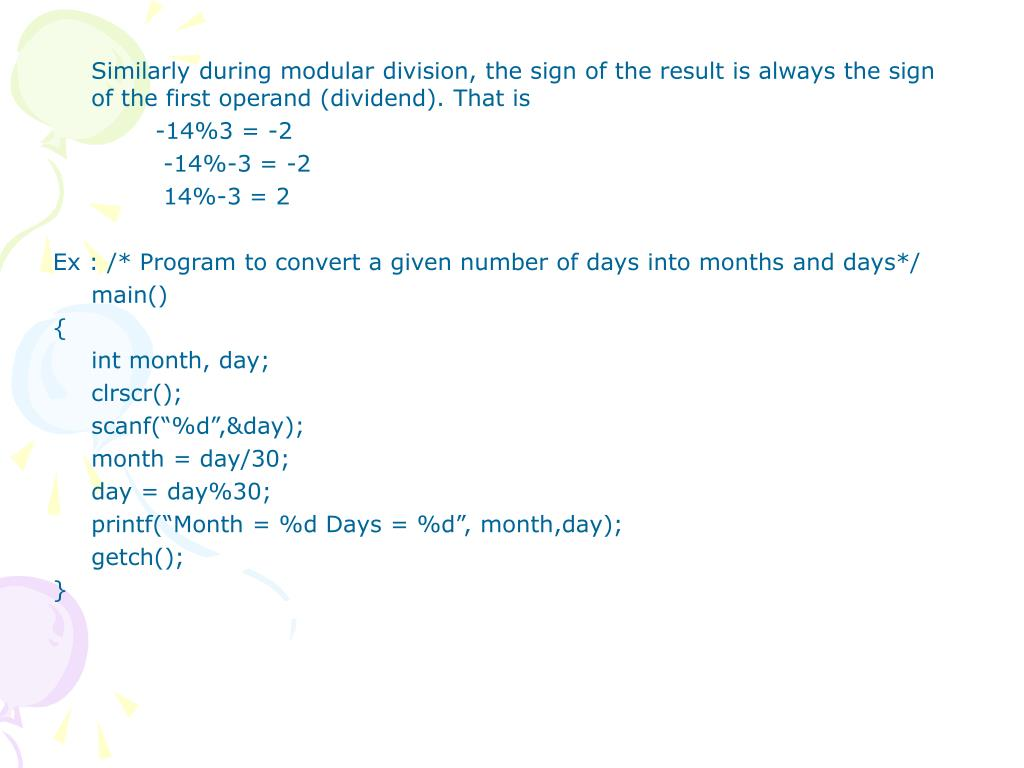 Similarly during modular division, the sign of the result is always the sign
of the first operand (dividend). That is
-14%3 = -2
-14%-3 = -2
14%-3 = 2
Ex : /* Program to convert a given number of days into months and days*/
main()
{
int month, day;
clrscr();
scanf(“%d”,&day);
month = day/30;
day = day%30;
printf(“Month = %d Days = %d”, month,day);
getch();
}